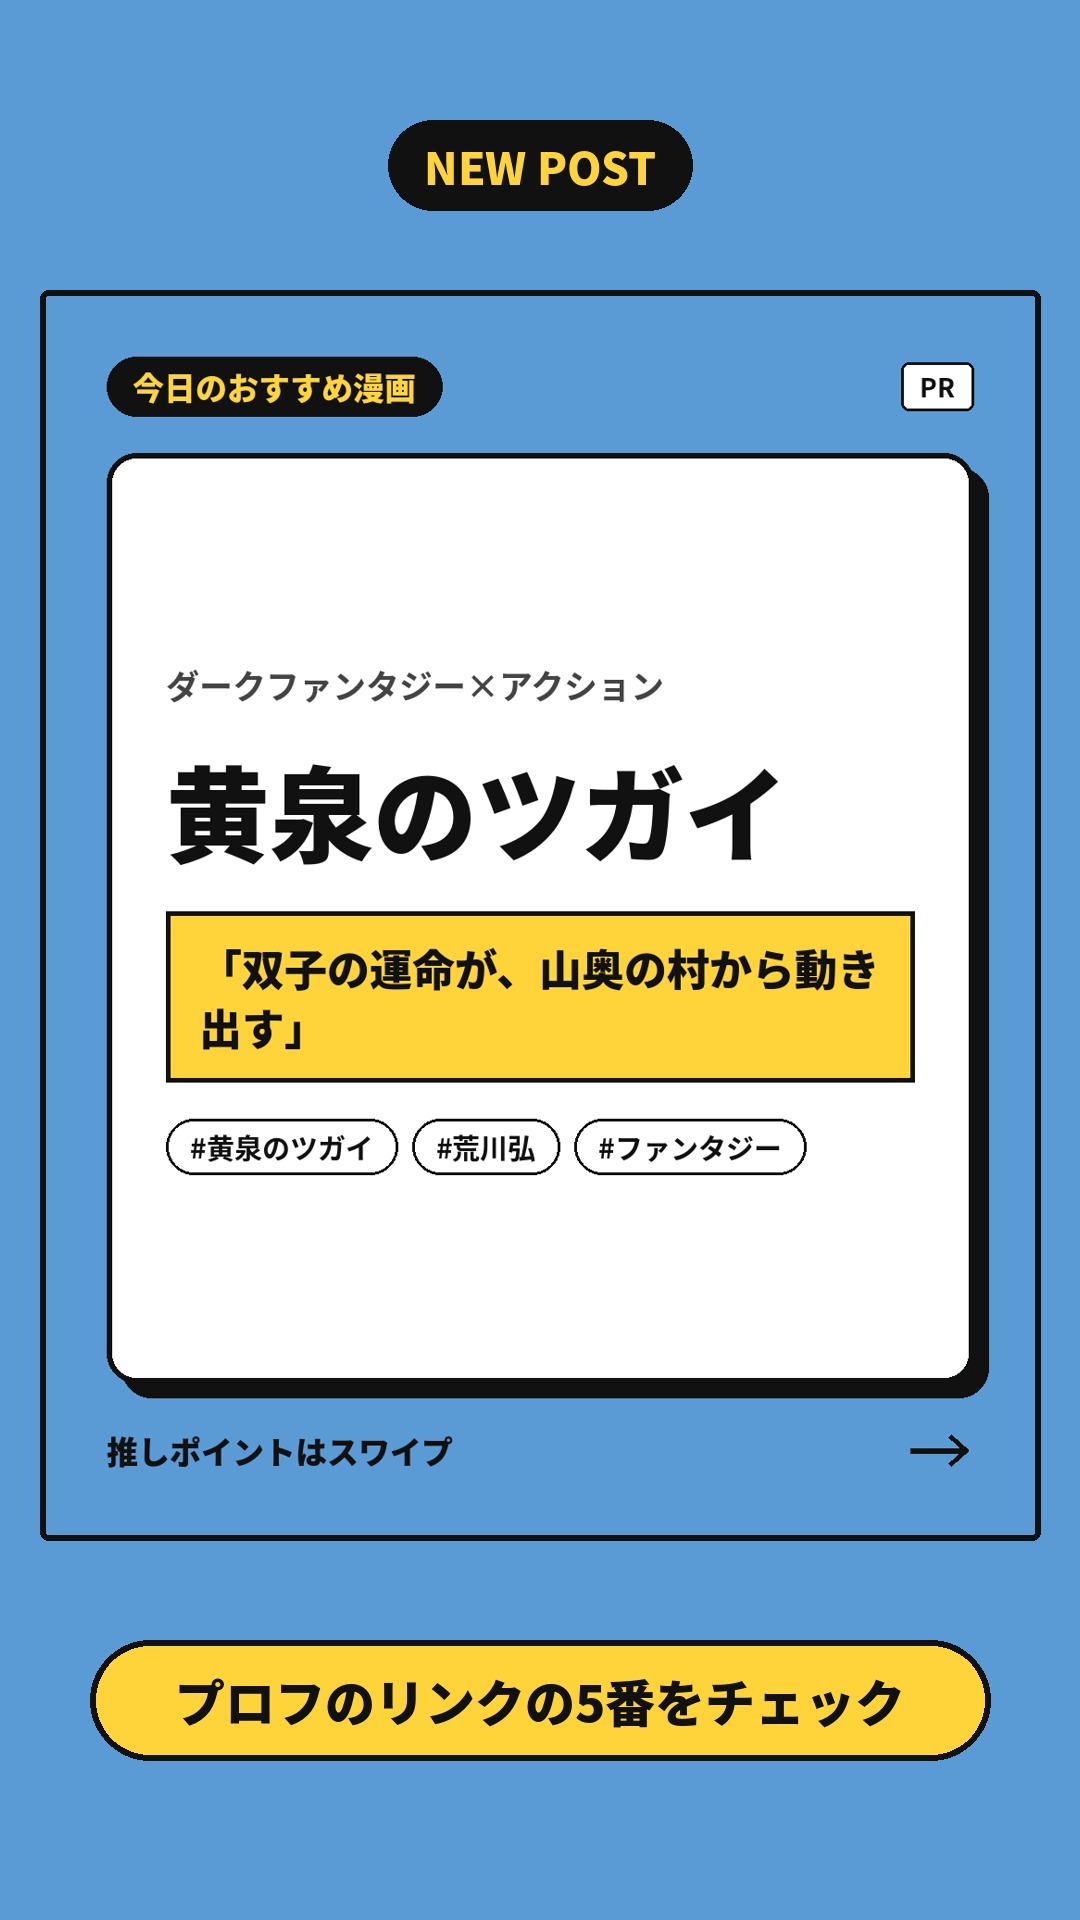 NEW POST
今日のおすすめ漫画
PR
ダークファンタジー×アクション
黄泉のツガイ
「双子の運命が、山奥の村から動き
出す」
#黄泉のツガイ
#荒川弘
#ファンタジー
推しポイントはスワイプ
→
プロフのリンクの5番をチェック